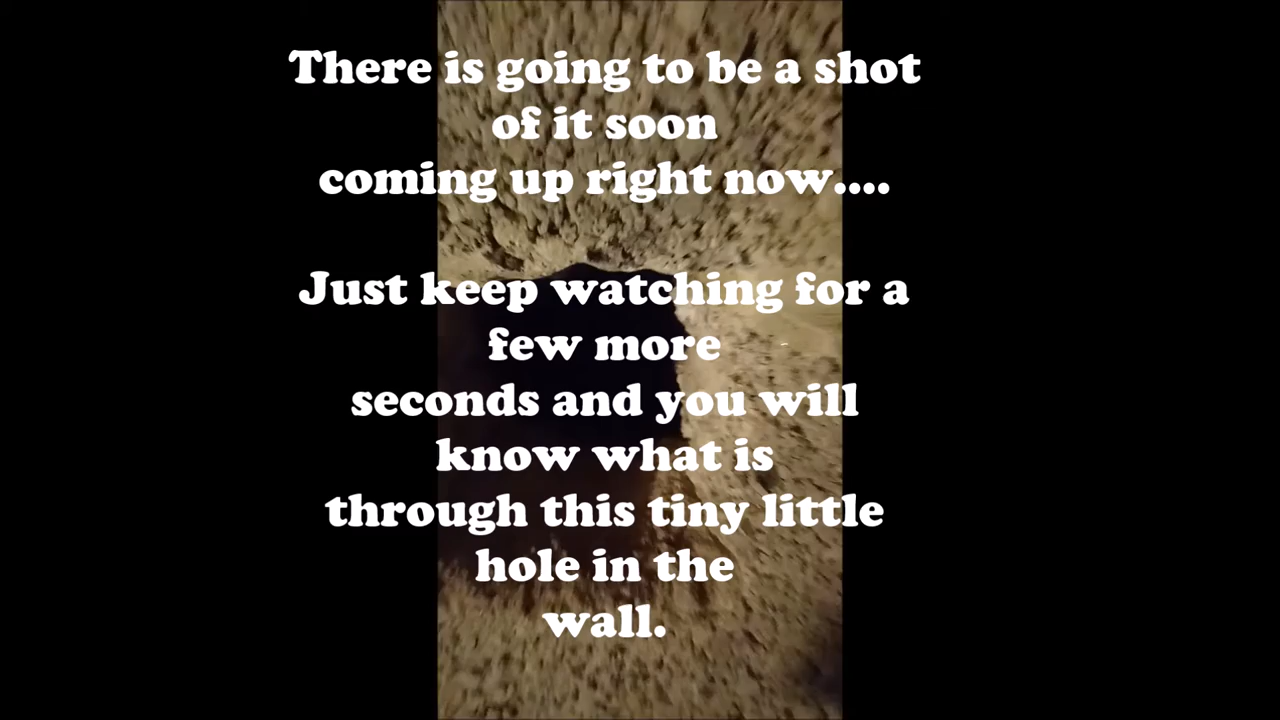 There is going to be a shot
of it soon
coming up right now....
Just keep watching for a
few more
seconds and you will
know what is
through this tiny little
hole in the
wall.